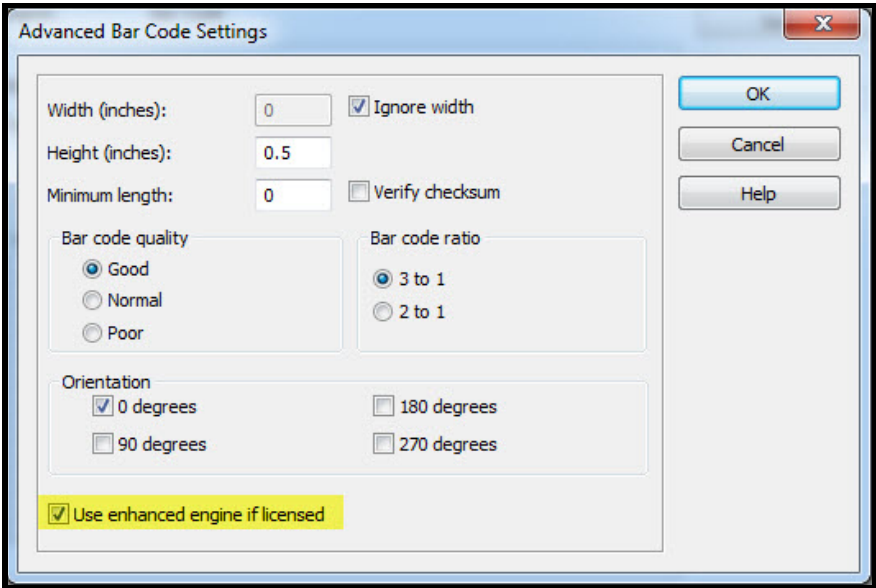 Advanced Bar Code Settings
Width (inches): 0 Ignore width
Height (inches): 0.5
Minimum length: 0 Verify checksum
Bar code quality
Good
Normal
Poor
Bar code ratio
3 to 1
2 to 1
Orientation
0 degrees 180 degrees
90 degrees 270 degrees
Use enhanced engine if licensed
OK
Cancel
Help